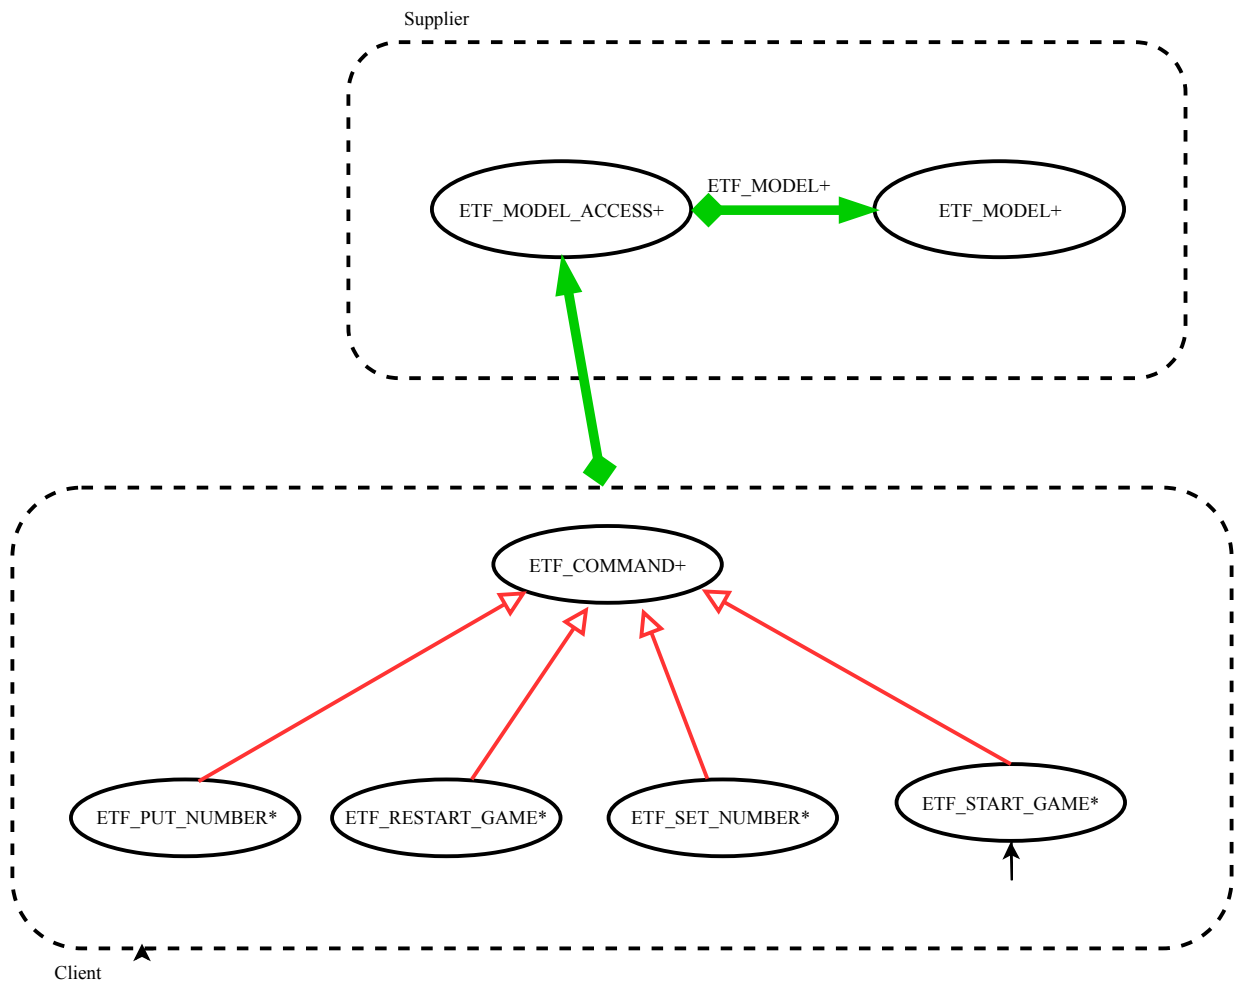 Supplier
ETF_MODEL+
ETF_MODEL_ACCESS+
ETF_MODEL+
ETF_COMMAND+
ETF_START_GAME*
ETF_PUT_NUMBER*
ETF_RESTART_GAME*
ETF_SET_NUMBER*
Client